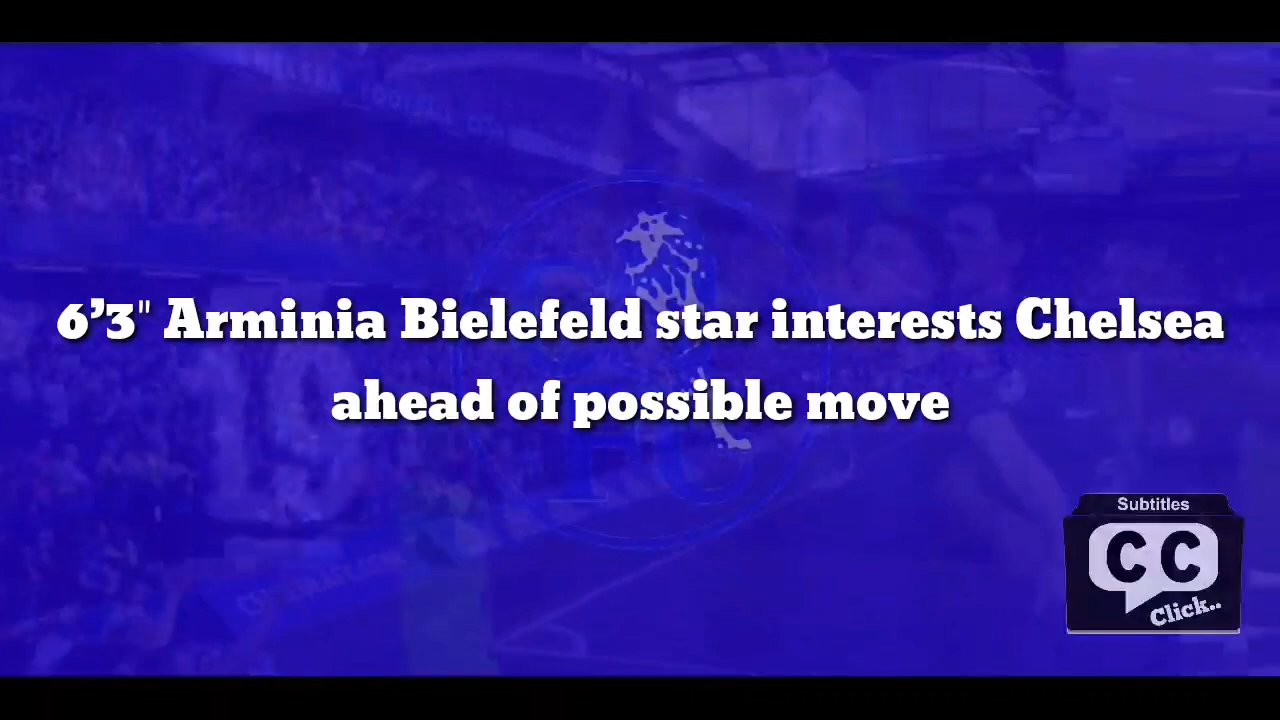 6’3" Arminia Bielefeld star interests Chelsea
ahead of possible move
Subtitles
CC
Click..